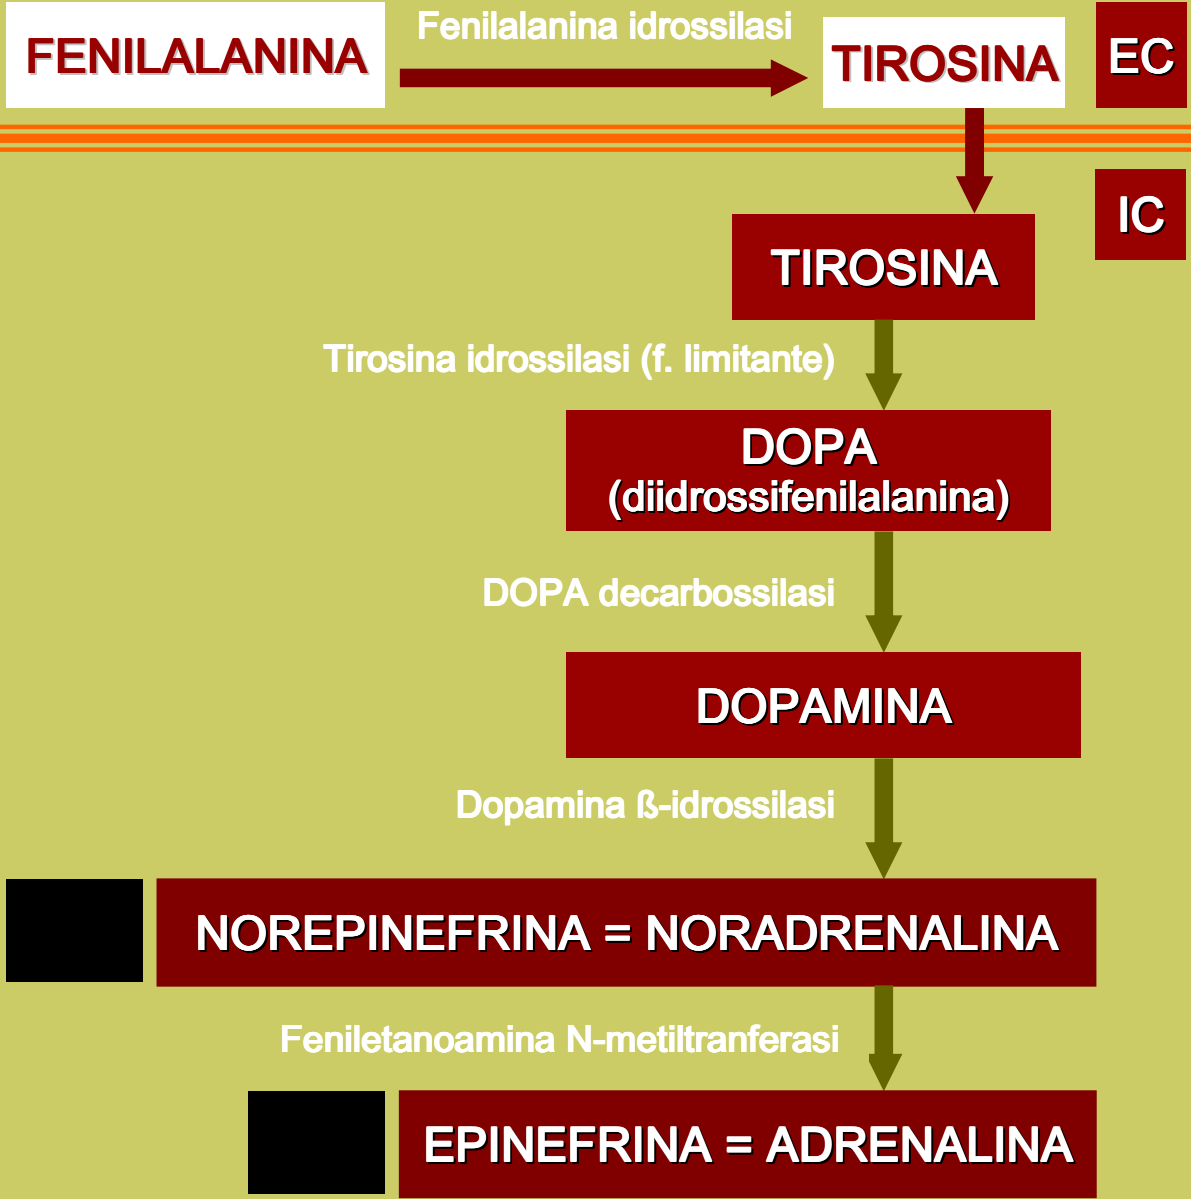 Fenilalanina idrossilasi
FENILALANINA
TIROSINA
EC
IC
TIROSINA
Tirosina idrossilasi (f. limitante)
DOPA
(diidrossifenilalanina)
DOPA decarbossilasi
DOPAMINA
Dopamina ß-idrossilasi
NOREPINEFRINA = NORADRENALINA
Feniletanoamina N-metiltranferasi
EPINEFRINA = ADRENALINA